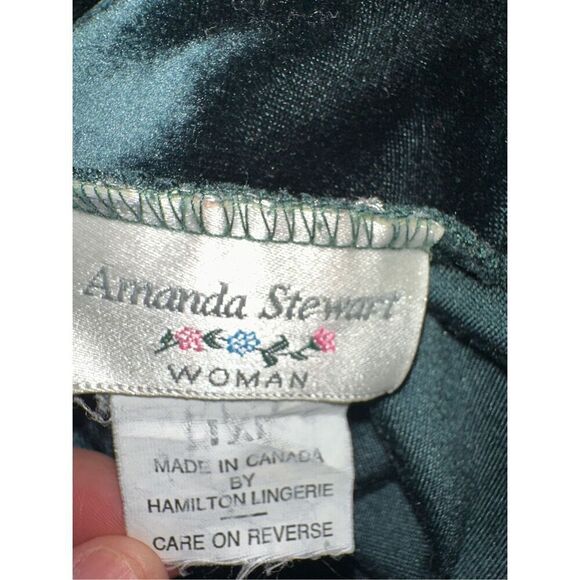 Amanda Stewart
WOMAN
MADE IN CANADA
BY
HAMILTON LINGERIE
CARE ON REVERSE